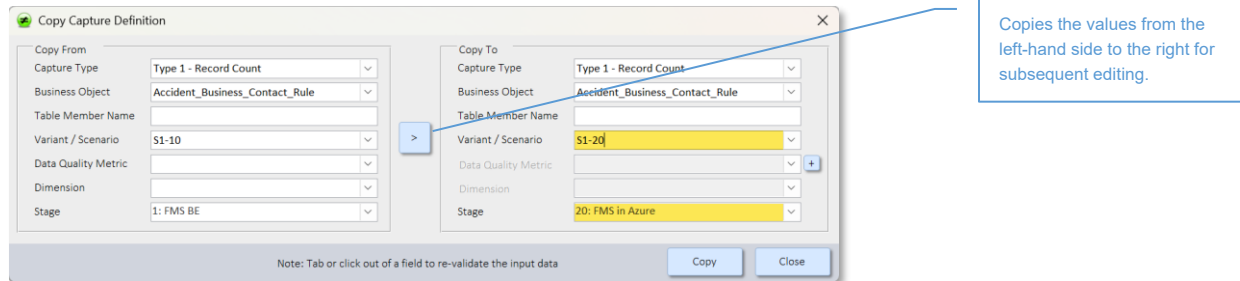 Copy Capture Definition
Copy From
Capture Type Type 1 - Record Count
Business Object Accident_Business_Contact_Rule
Table Member Name
Variant / Scenario S1-10
Data Quality Metric
Dimension
Stage 1: FMS BE
>
Copy To
Capture Type Type 1 - Record Count
Business Object Accident_Business_Contact_Rule
Table Member Name
Variant / Scenario S1-20
Data Quality Metric +
Dimension
Stage 20: FMS in Azure
Note: Tab or click out of a field to re-validate the input data
Copy Close
Copies the values from the
left-hand side to the right for
subsequent editing.